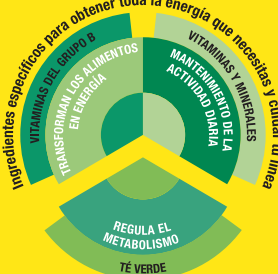 Ingredientes específicos para obtener toda la energía que necesitas y cuidar tu línea
VITAMINAS DEL GRUPO B
TRANSFORMAN LOS ALIMENTOS
EN ENERGÍA
VITAMINAS Y MINERALES
MANTENIMIENTO DE LA
ACTIVIDAD DIARIA
REGULA EL
METABOLISMO
TÉ VERDE